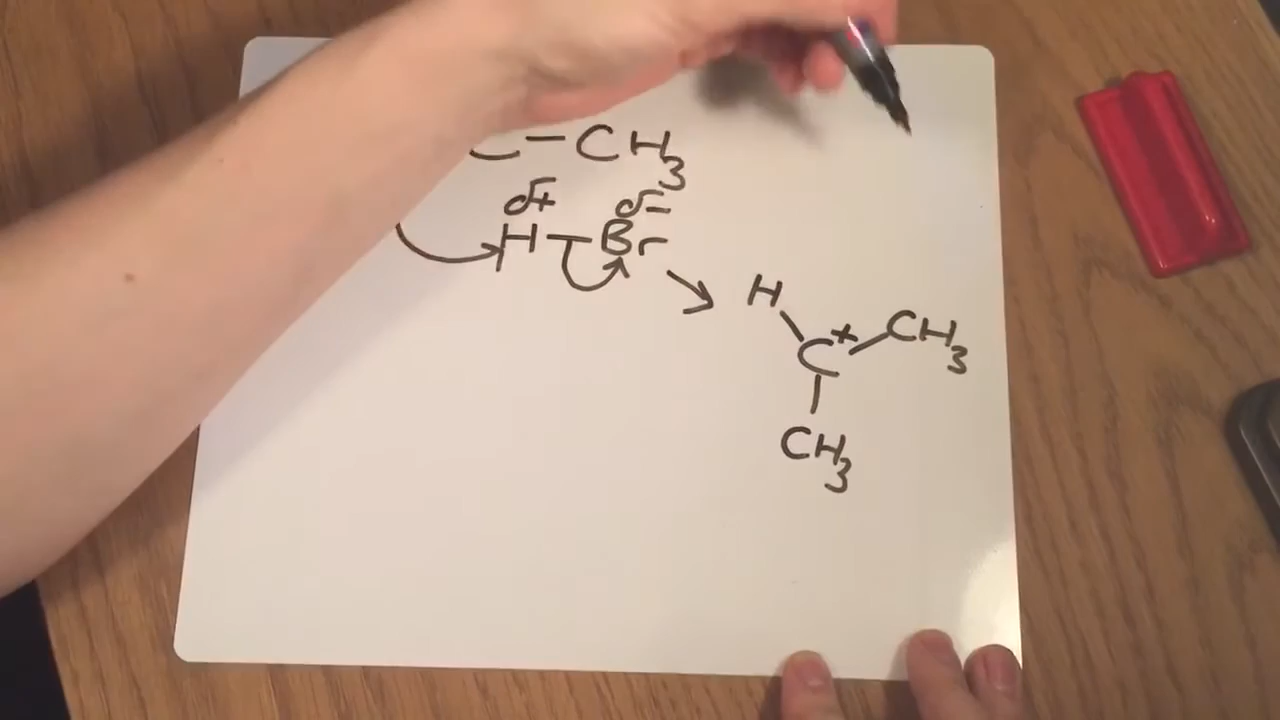 C-CH3
δ+ δ-
H-Br
H
C+ CH3
CH3